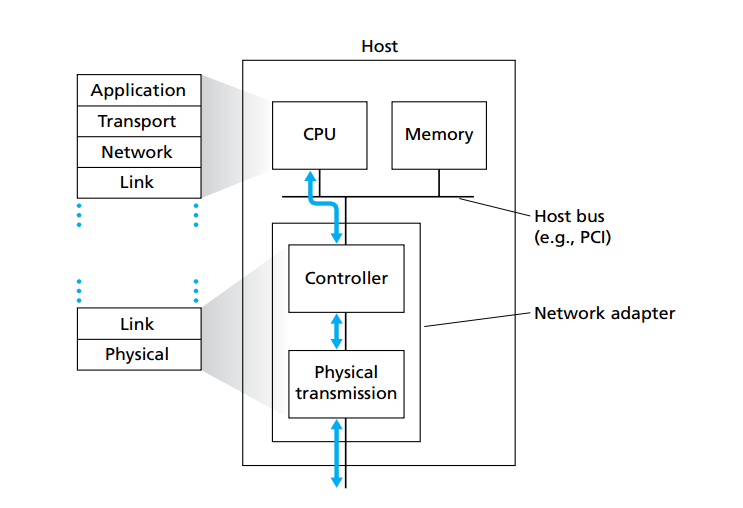 Host
Application
Transport
Network
Link
CPU
Memory
Host bus
(e.g., PCI)
Controller
Network adapter
Link
Physical
Physical
transmission